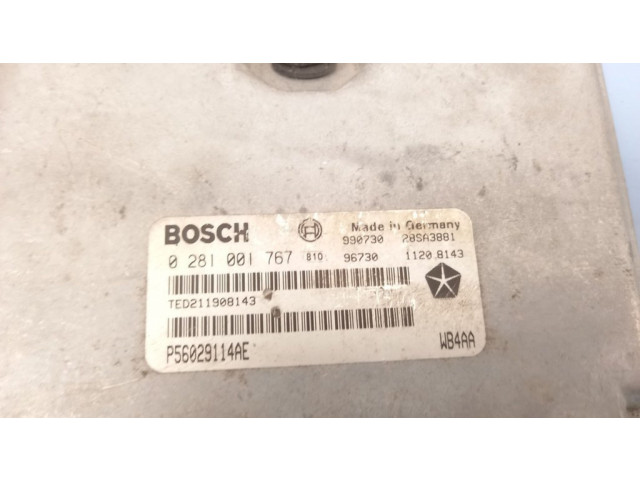 BOSCH Made in Germany
990730 28SA3881
0 281 001 767 810 96730 1120.8143
TED211908143
P56029114AE WB4AA